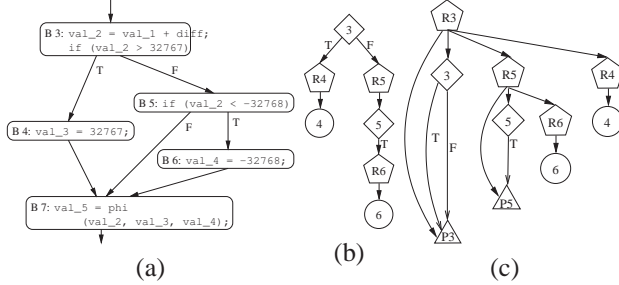 B 3: val_2 = val_1 + diff;
if (val_2 > 32767)
T
F
B 5: if (val_2 < -32768)
B 4: val_3 = 32767;
F
T
B 6: val_4 = -32768;
B 7: val_5 = phi
(val_2, val_3, val_4);
(a)
3
T
F
R4
R5
4
5
T
R6
6
(b)
R3
3
R5
R4
T
F
5
R6
4
T
6
P5
P3
(c)